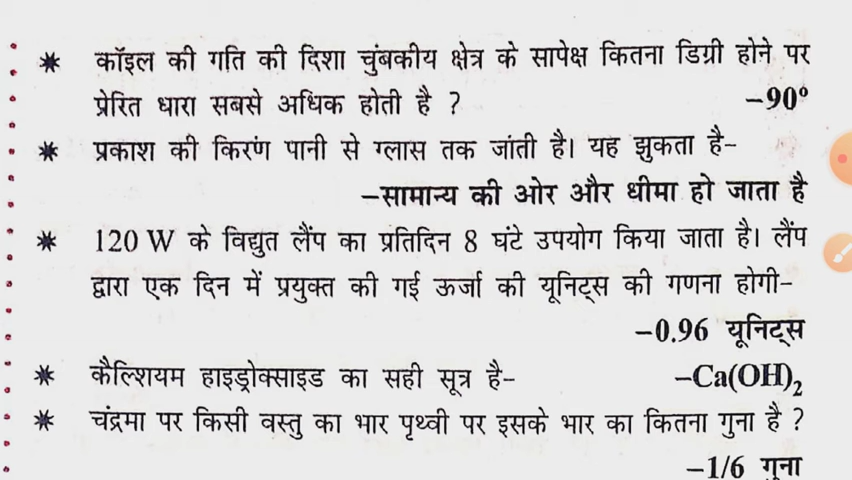 * कॉइल की गति की दिशा चुंबकीय क्षेत्र के सापेक्ष कितना डिग्री होने पर
प्रेरित धारा सबसे अधिक होती है ? –90°
* प्रकाश की किरण पानी से ग्लास तक जांती है। यह झुकता है–
–सामान्य की ओर और धीमा हो जाता है
* 120 W के विद्युत लैंप का प्रतिदिन 8 घंटे उपयोग किया जाता है। लैंप
द्वारा एक दिन में प्रयुक्त की गई ऊर्जा की यूनिट्स की गणना होगी–
–0.96 यूनिट्स
* कैल्शियम हाइड्रोक्साइड का सही सूत्र है– –Ca(OH)₂
* चंद्रमा पर किसी वस्तु का भार पृथ्वी पर इसके भार का कितना गुना है ?
–1/6 गुना